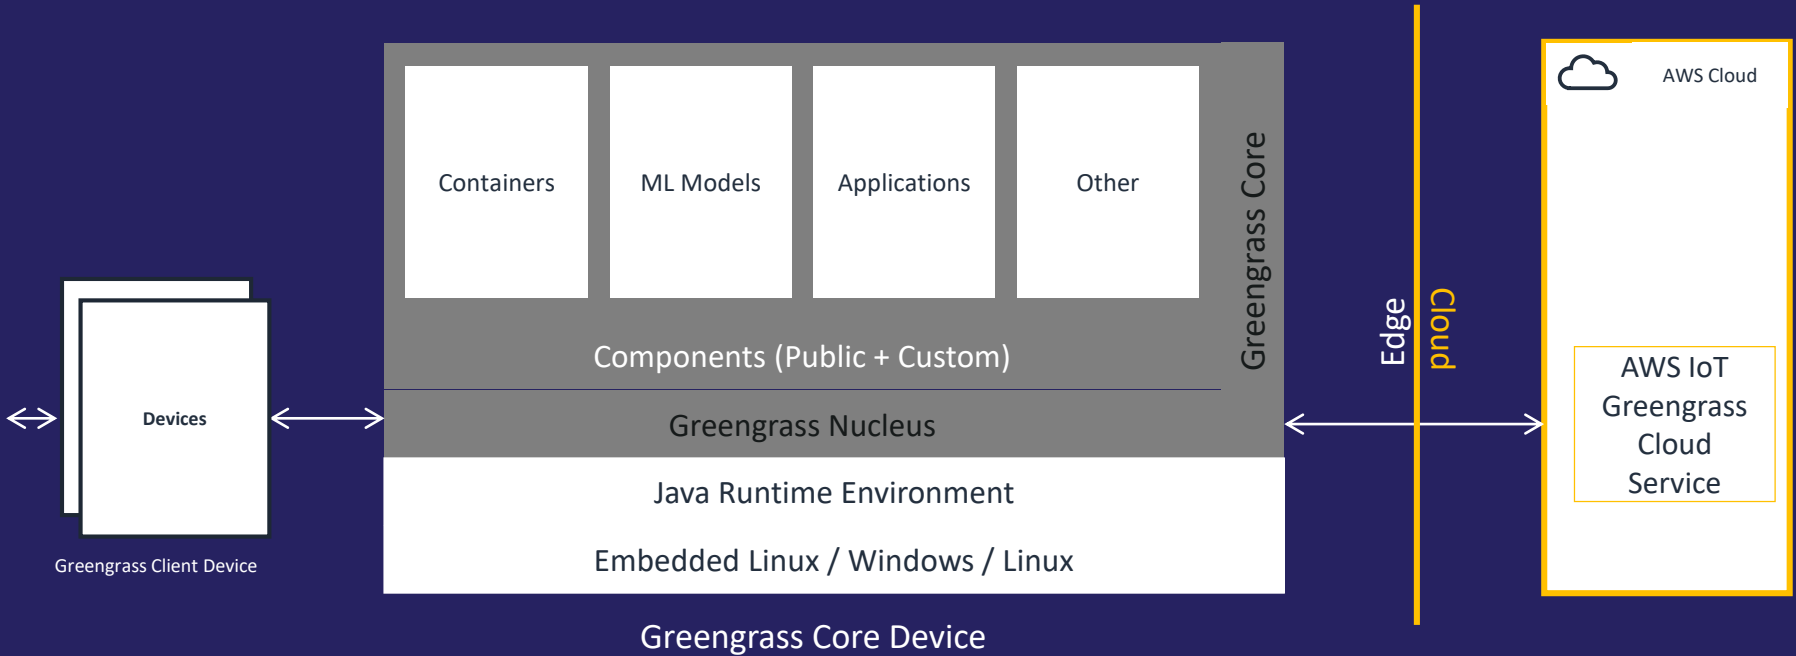 Containers
ML Models
Applications
Other
Greengrass Core
Components (Public + Custom)
Greengrass Nucleus
Java Runtime Environment
Embedded Linux / Windows / Linux
Greengrass Core Device
Devices
Greengrass Client Device
Edge
Cloud
AWS Cloud
AWS IoT
Greengrass
Cloud
Service